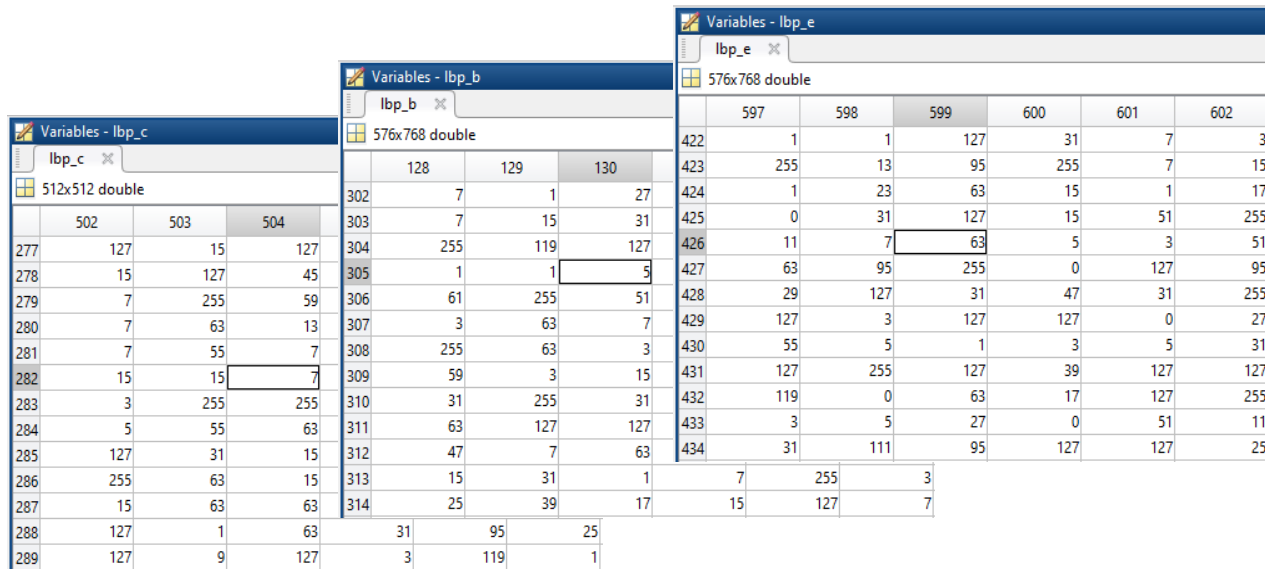 Variables - lbp_c
lbp_c
512x512 double
502 503 504
277 127 15 127
278 15 127 45
279 7 255 59
280 7 63 13
281 7 55 7
282 15 15 7
283 3 255 255
284 5 55 63
285 127 31 15
286 255 63 15
287 15 63 63
288 127 1 63 31 95 25
289 127 9 127 3 119 1
Variables - lbp_b
lbp_b
576x768 double
128 129 130
302 7 1 27
303 7 15 31
304 255 119 127
305 1 1 5
306 61 255 51
307 3 63 7
308 255 63 3
309 59 3 15
310 31 255 31
311 63 127 127
312 47 7 63
313 15 31 1 7 255 3
314 25 39 17 15 127 7
Variables - lbp_e
lbp_e
576x768 double
597 598 599 600 601 602
422 1 1 127 31 7 3
423 255 13 95 255 7 15
424 1 23 63 15 1 17
425 0 31 127 15 51 255
426 11 7 63 5 3 51
427 63 95 255 0 127 95
428 29 127 31 47 31 255
429 127 3 127 127 0 27
430 55 5 1 3 5 31
431 127 255 127 39 127 127
432 119 0 63 17 127 255
433 3 5 27 0 51 11
434 31 111 95 127 127 25